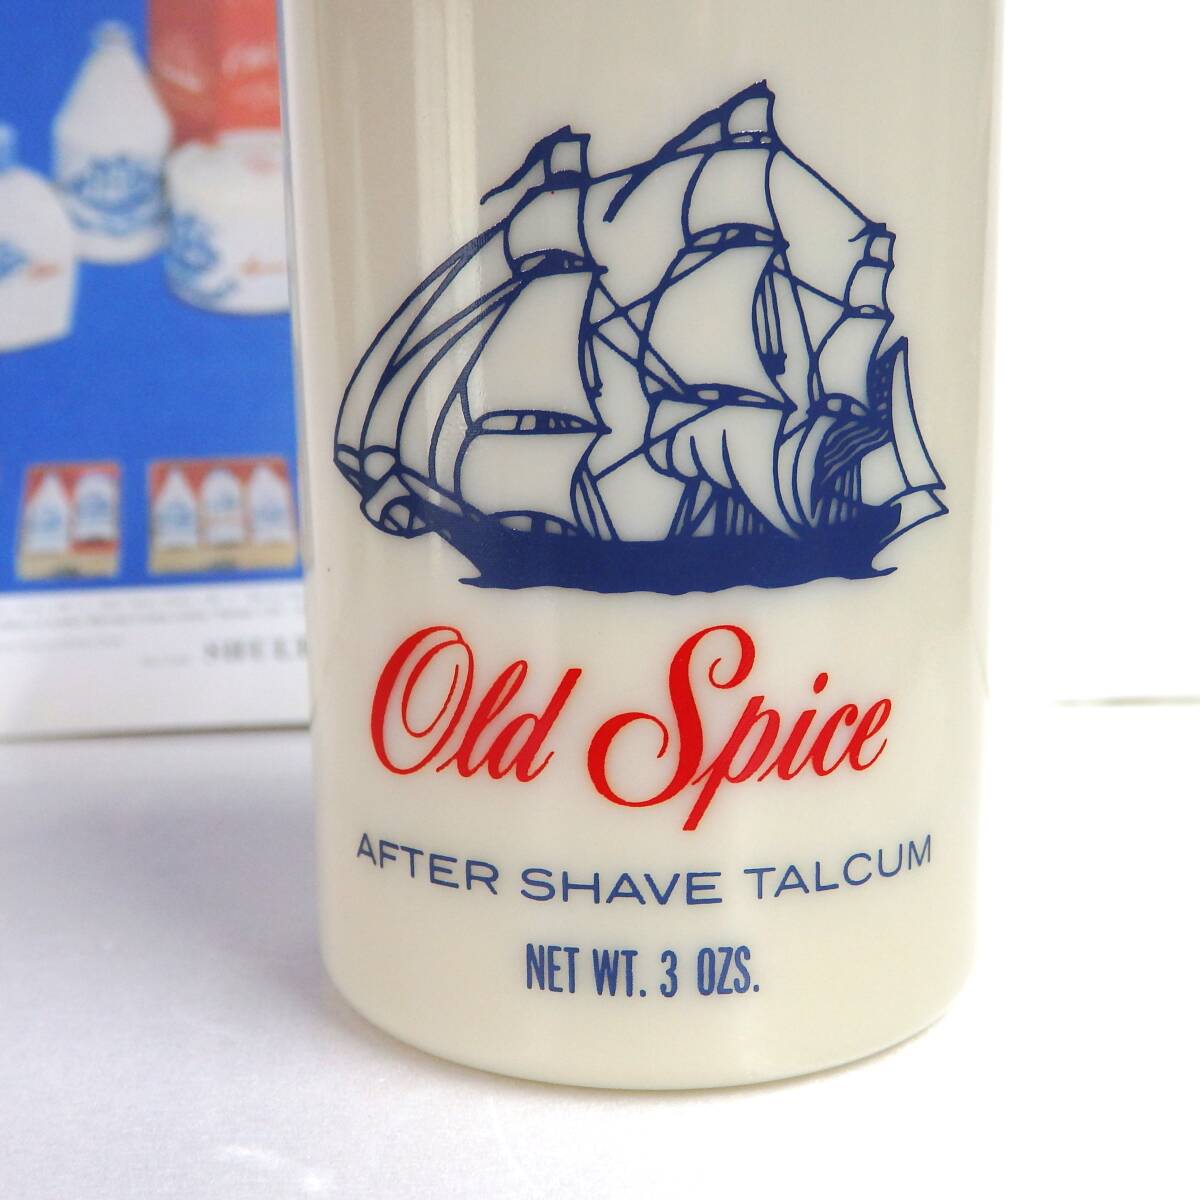 Old Spice
AFTER SHAVE TALCUM
NET WT. 3 OZS.